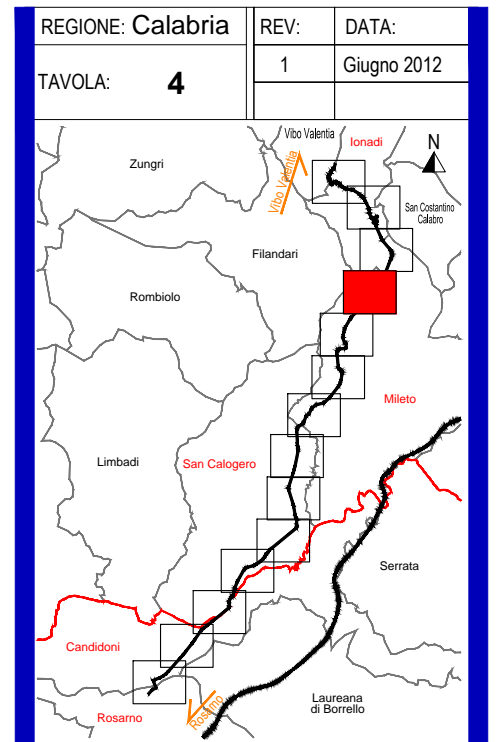 REGIONE: Calabria
REV:
DATA:
TAVOLA: 4
1
Giugno 2012
Vibo Valentia
Ionadi
N
Zungri
Vibo Valentia
San Costantino
Calabro
Filandari
Rombiolo
Mileto
Limbadi
San Calogero
Serrata
Candidoni
Laureana
di Borrello
Rosarno
Rosarno